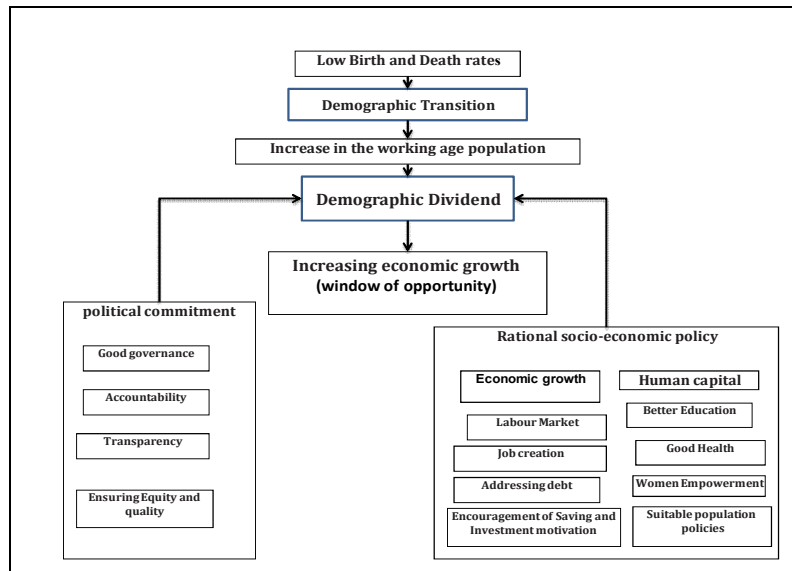 Low Birth and Death rates
Demographic Transition
Increase in the working age population
Demographic Dividend
Increasing economic growth
(window of opportunity)
political commitment
Good governance
Accountability
Transparency
Ensuring Equity and
quality
Rational socio-economic policy
Economic growth
Labour Market
Job creation
Addressing debt
Encouragement of Saving and
Investment motivation
Human capital
Better Education
Good Health
Women Empowerment
Suitable population
policies